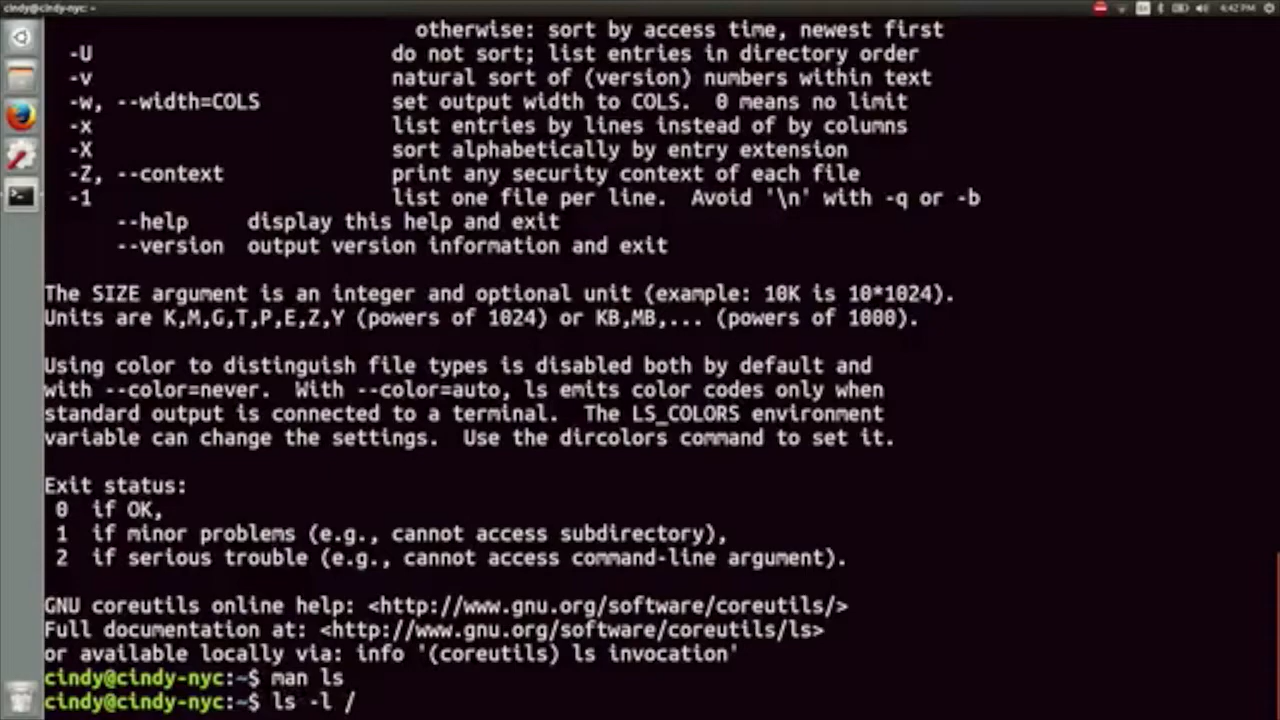 cindy@cindy-nyc: ~
4:42 PM
otherwise: sort by access time, newest first
-U do not sort; list entries in directory order
-v natural sort of (version) numbers within text
-w, --width=COLS set output width to COLS.  0 means no limit
-x list entries by lines instead of by columns
-X sort alphabetically by entry extension
-Z, --context print any security context of each file
-1 list one file per line.  Avoid '\n' with -q or -b
--help display this help and exit
--version output version information and exit
The SIZE argument is an integer and optional unit (example: 10K is 10*1024).
Units are K,M,G,T,P,E,Z,Y (powers of 1024) or KB,MB,... (powers of 1000).
Using color to distinguish file types is disabled both by default and
with --color=never.  With --color=auto, ls emits color codes only when
standard output is connected to a terminal.  The LS_COLORS environment
variable can change the settings.  Use the dircolors command to set it.
Exit status:
0 if OK,
1 if minor problems (e.g., cannot access subdirectory),
2 if serious trouble (e.g., cannot access command-line argument).
GNU coreutils online help: <http://www.gnu.org/software/coreutils/>
Full documentation at: <http://www.gnu.org/software/coreutils/ls>
or available locally via: info '(coreutils) ls invocation'
cindy@cindy-nyc:~$ man ls
cindy@cindy-nyc:~$ ls -l /